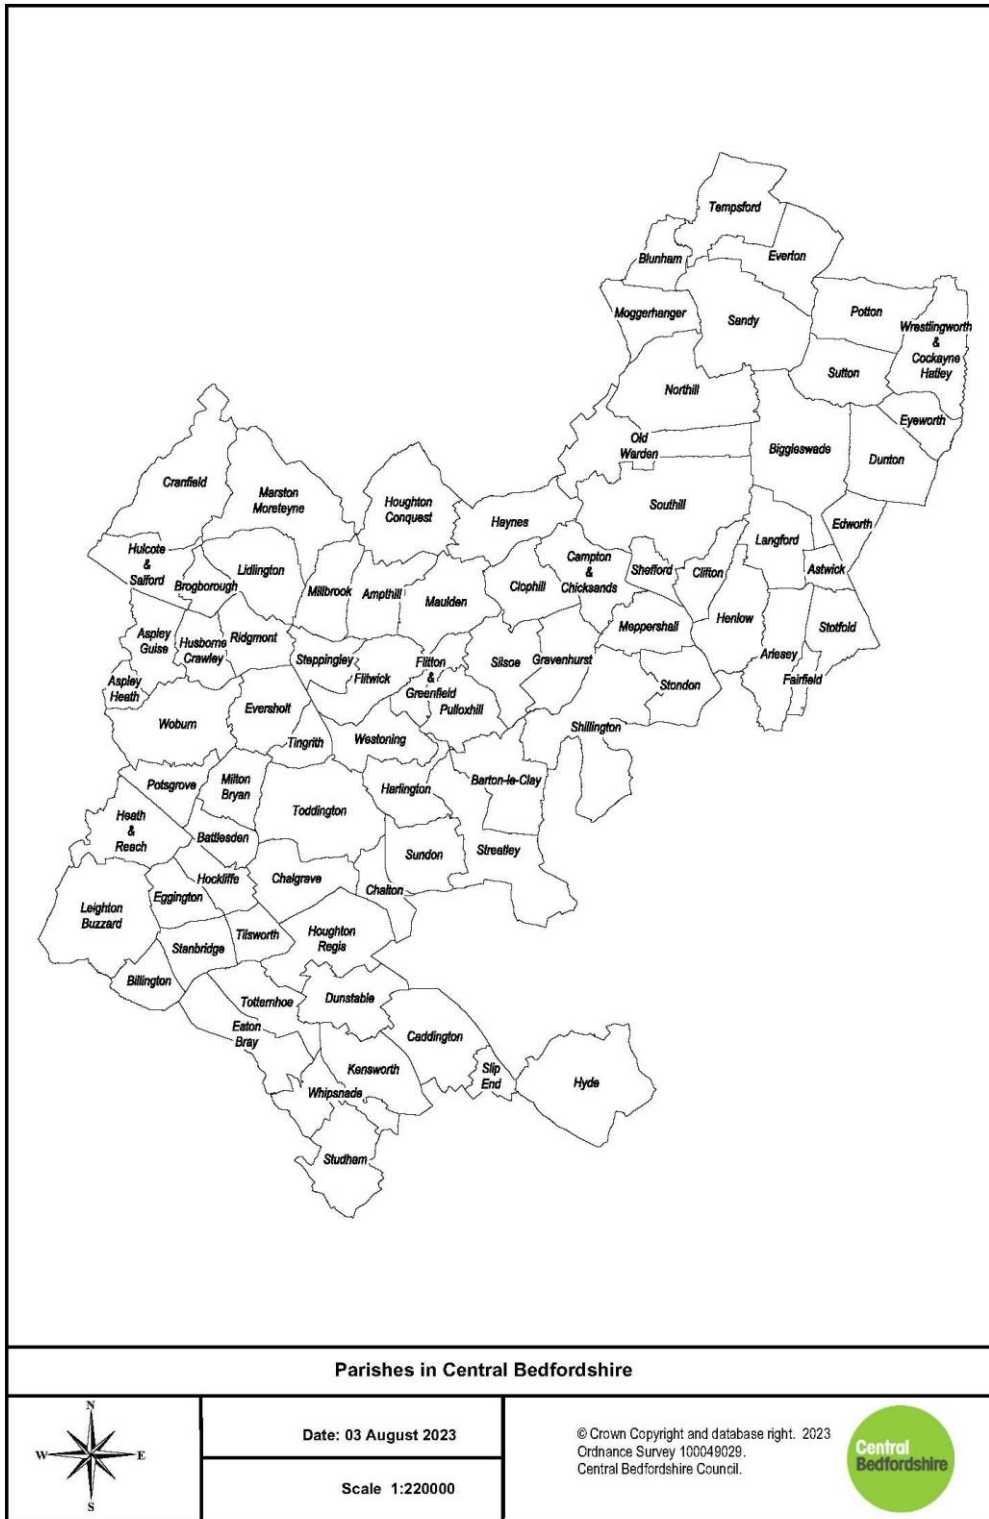 Tempsford
Blunham
Everton
Moggerhanger
Sandy
Potton
Wrestlingworth
&
Cockayne
Hatley
Sutton
Northill
Eyeworth
Old
Warden
Biggleswade
Dunton
Cranfield
Marston
Moreteyne
Houghton
Conquest
Haynes
Southill
Edworth
Langford
Hulcote
&
Salford
Brogborough
Lidlington
Millbrook
Ampthill
Maulden
Clophill
Campton
&
Chicksands
Shefford
Clifton
Astwick
Henlow
Stotfold
Aspley
Guise
Husborne
Crawley
Ridgmont
Steppingley
Flitwick
Flitton
&
Greenfield
Silsoe
Gravenhurst
Meppershall
Arlesey
Fairfield
Aspley
Heath
Stondon
Pulloxhill
Woburn
Eversholt
Tingrith
Westoning
Shillington
Potsgrove
Milton
Bryan
Harlington
Barton-le-Clay
Toddington
Heath
&
Reach
Battlesden
Sundon
Streatley
Hockliffe
Chalgrave
Chalton
Eggington
Leighton
Buzzard
Tilsworth
Houghton
Regis
Stanbridge
Billington
Totternhoe
Dunstable
Eaton
Bray
Caddington
Kensworth
Slip
End
Hyde
Whipsnade
Studham
Parishes in Central Bedfordshire
N
W
E
S
Date: 03 August 2023
Scale 1:220000
© Crown Copyright and database right. 2023
Ordnance Survey 100049029.
Central Bedfordshire Council.
Central
Bedfordshire